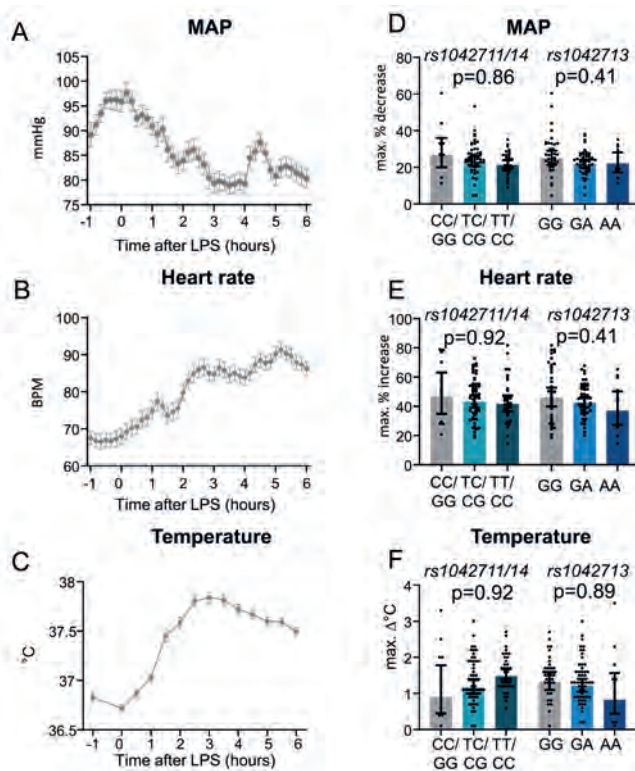 A MAP
105
100
95
90
85
80
75
mmHg
-1 0 1 2 3 4 5 6
Time after LPS (hours)
B Heart rate
100
90
80
70
60
BPM
-1 0 1 2 3 4 5 6
Time after LPS (hours)
C Temperature
38
37.5
37
36.5
°C
-1 0 1 2 3 4 5 6
Time after LPS (hours)
D MAP
rs1042711/14 rs1042713
p=0.86 p=0.41
80
60
40
20
0
max. % decrease
CC/ TC/ TT/ GG GA AA
GG CG CC
E Heart rate
rs1042711/14 rs1042713
p=0.92 p=0.41
100
80
60
40
20
0
max. % increase
CC/ TC/ TT/ GG GA AA
GG CG CC
F Temperature
rs1042711/14 rs1042713
p=0.92 p=0.89
4
3
2
1
0
max. Δ°C
CC/ TC/ TT/ GG GA AA
GG CG CC